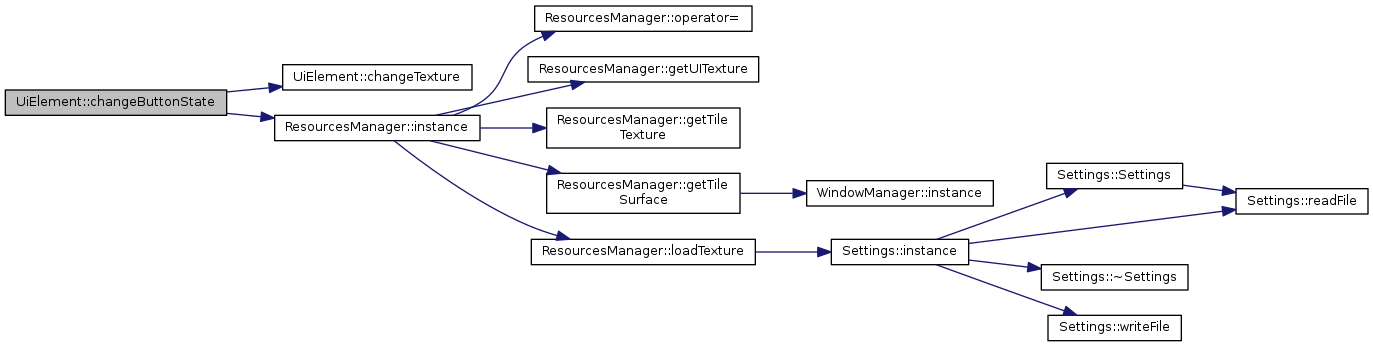 UiElement::changeButtonState
UiElement::changeTexture
ResourcesManager::instance
ResourcesManager::operator=
ResourcesManager::getUITexture
ResourcesManager::getTile
Texture
ResourcesManager::getTile
Surface
ResourcesManager::loadTexture
WindowManager::instance
Settings::instance
Settings::Settings
Settings::readFile
Settings::~Settings
Settings::writeFile